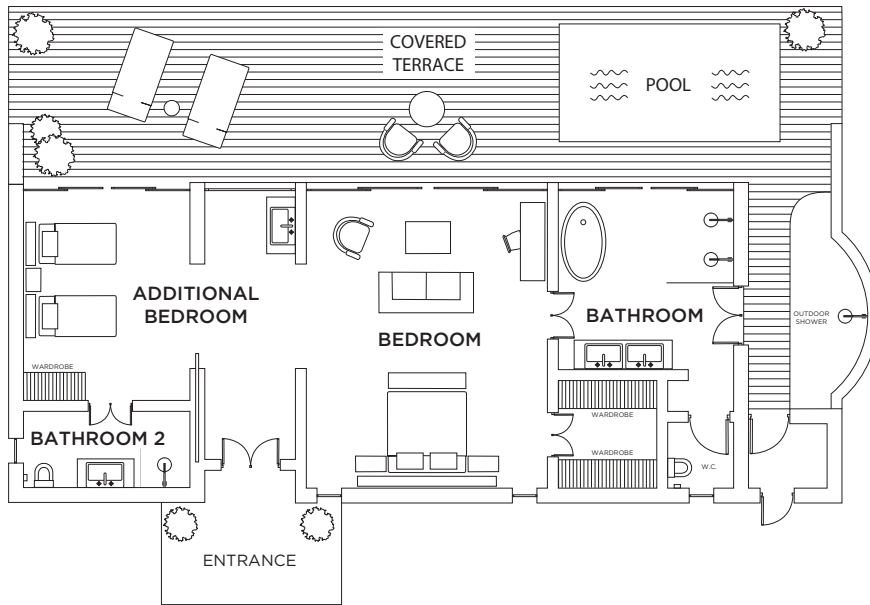 COVERED
TERRACE
POOL
ADDITIONAL
BEDROOM
BEDROOM
BATHROOM
OUTDOOR
SHOWER
WARDROBE
WARDROBE
BATHROOM 2
WARDROBE
W.C.
ENTRANCE